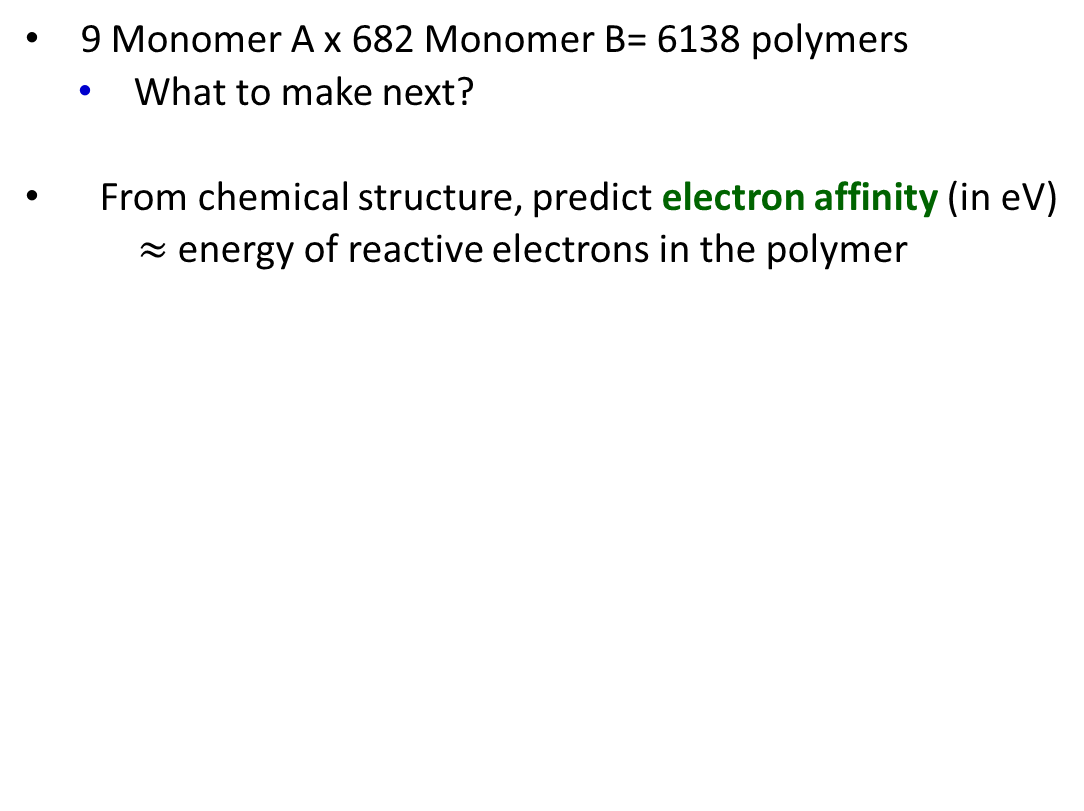 • 9 Monomer A x 682 Monomer B= 6138 polymers
• What to make next?
• From chemical structure, predict electron affinity (in eV)
≈ energy of reactive electrons in the polymer